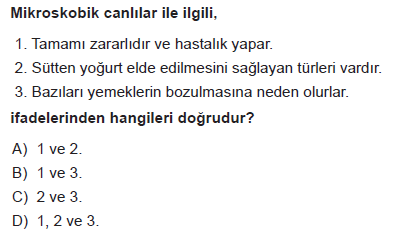 Mikroskobik canlılar ile ilgili,
1. Tamamı zararlıdır ve hastalık yapar.
2. Sütten yoğurt elde edilmesini sağlayan türleri vardır.
3. Bazıları yemeklerin bozulmasına neden olurlar.
ifadelerinden hangileri doğrudur?
A) 1 ve 2.
B) 1 ve 3.
C) 2 ve 3.
D) 1, 2 ve 3.